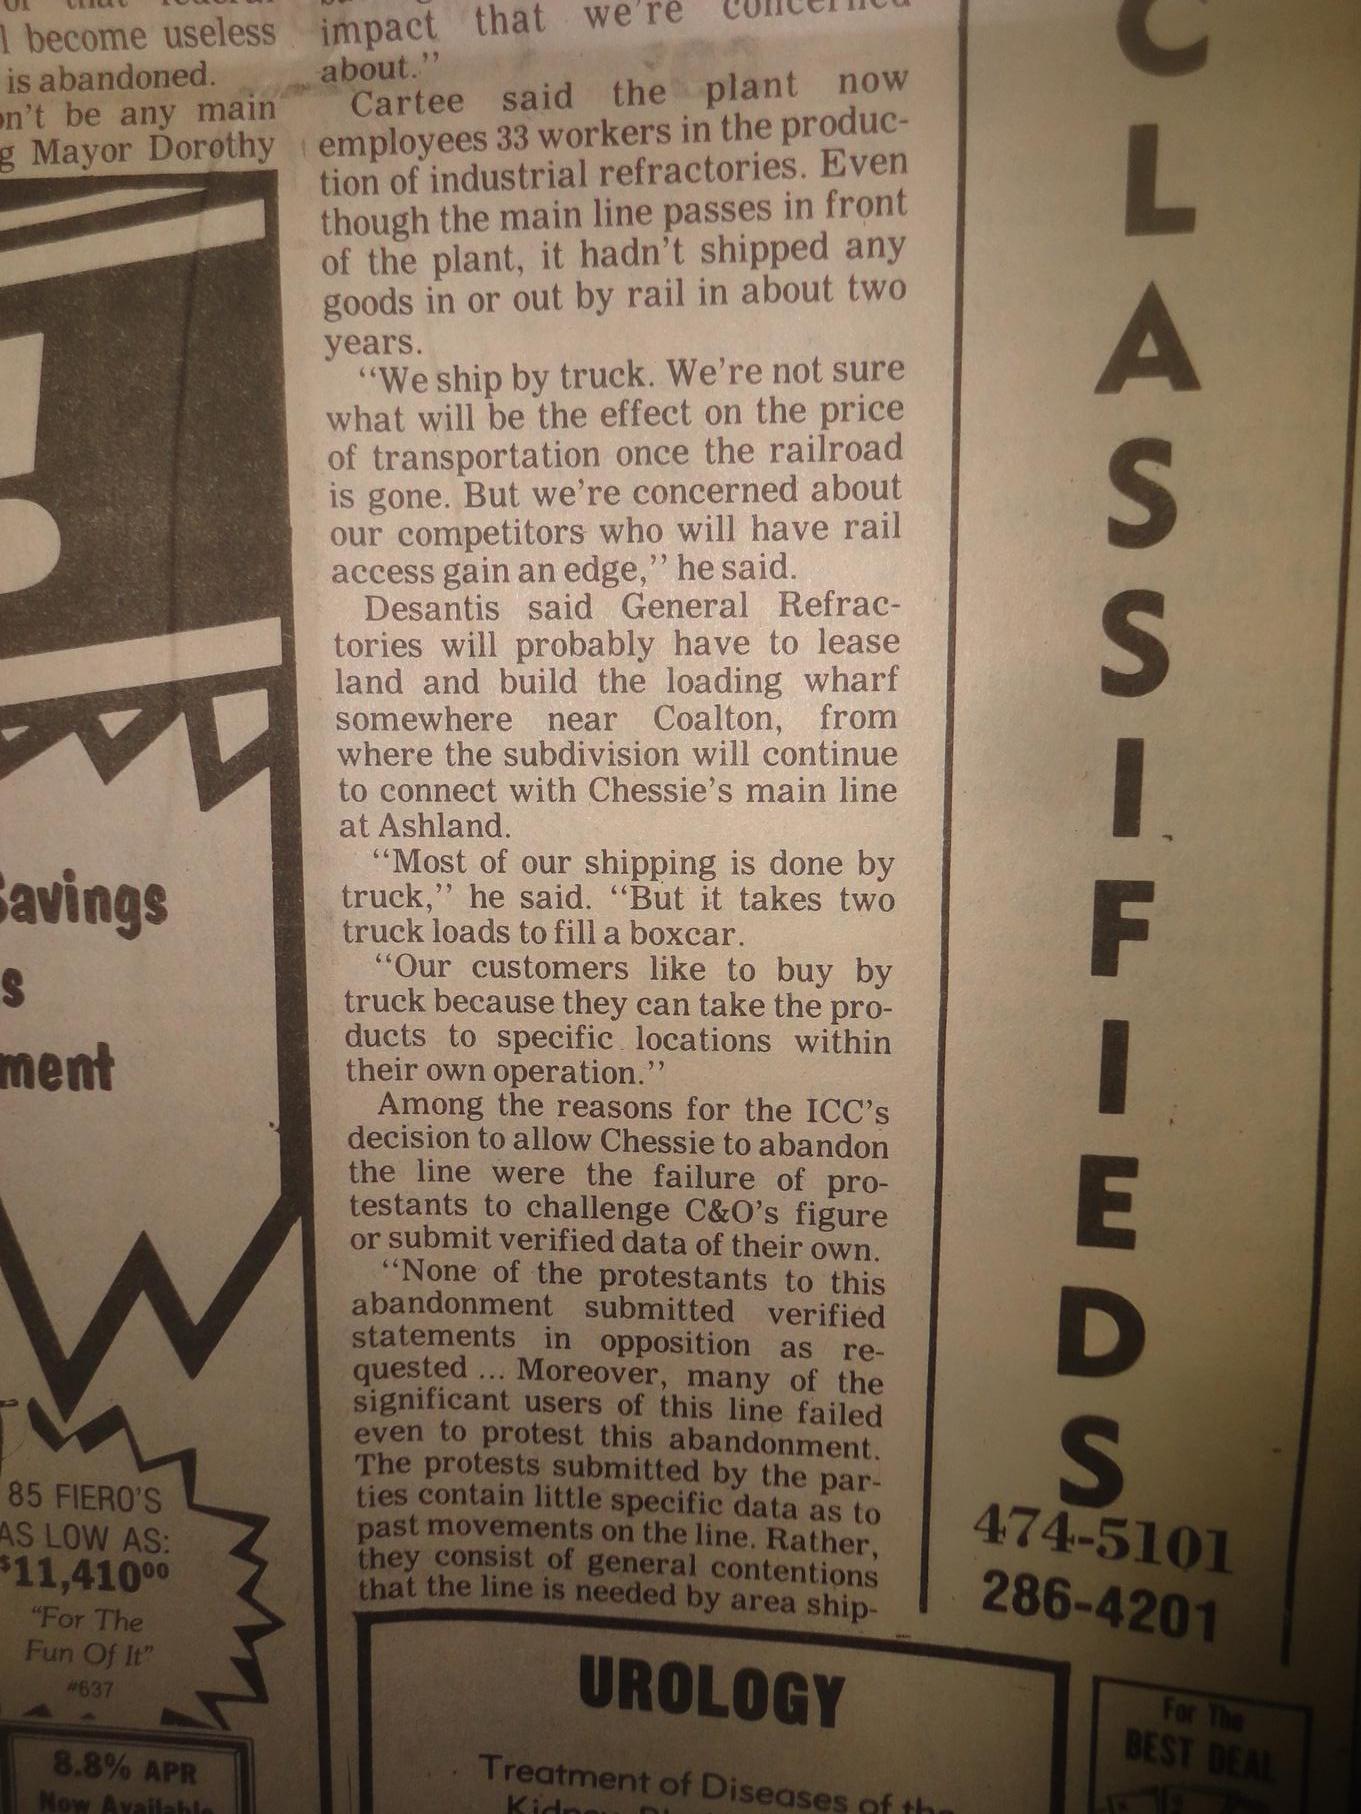 l become useless
is abandoned.
n't be any main
g Mayor Dorothy
impact that we're concerned
about."
Cartee said the plant now
employees 33 workers in the produc-
tion of industrial refractories. Even
though the main line passes in front
of the plant, it hadn't shipped any
goods in or out by rail in about two
years.
"We ship by truck. We're not sure
what will be the effect on the price
of transportation once the railroad
is gone. But we're concerned about
our competitors who will have rail
access gain an edge," he said.
Desantis said General Refrac-
tories will probably have to lease
land and build the loading wharf
somewhere near Coalton, from
where the subdivision will continue
to connect with Chessie's main line
at Ashland.
"Most of our shipping is done by
truck," he said. "But it takes two
truck loads to fill a boxcar.
"Our customers like to buy by
truck because they can take the pro-
ducts to specific locations within
their own operation."
Among the reasons for the ICC's
decision to allow Chessie to abandon
the line were the failure of pro-
testants to challenge C&O's figure
or submit verified data of their own.
"None of the protestants to this
abandonment submitted verified
statements in opposition as re-
quested ... Moreover, many of the
significant users of this line failed
even to protest this abandonment.
The protests submitted by the par-
ties contain little specific data as to
past movements on the line. Rather,
they consist of general contentions
that the line is needed by area ship-
Savings
s
ment
85 FIERO'S
AS LOW AS:
$11,410⁰⁰
"For The
Fun Of It"
#637
8.8% APR
Now Available
CLASSIFIEDS
474-5101
286-4201
UROLOGY
Treatment of Diseases of the
For The
BEST DEAL